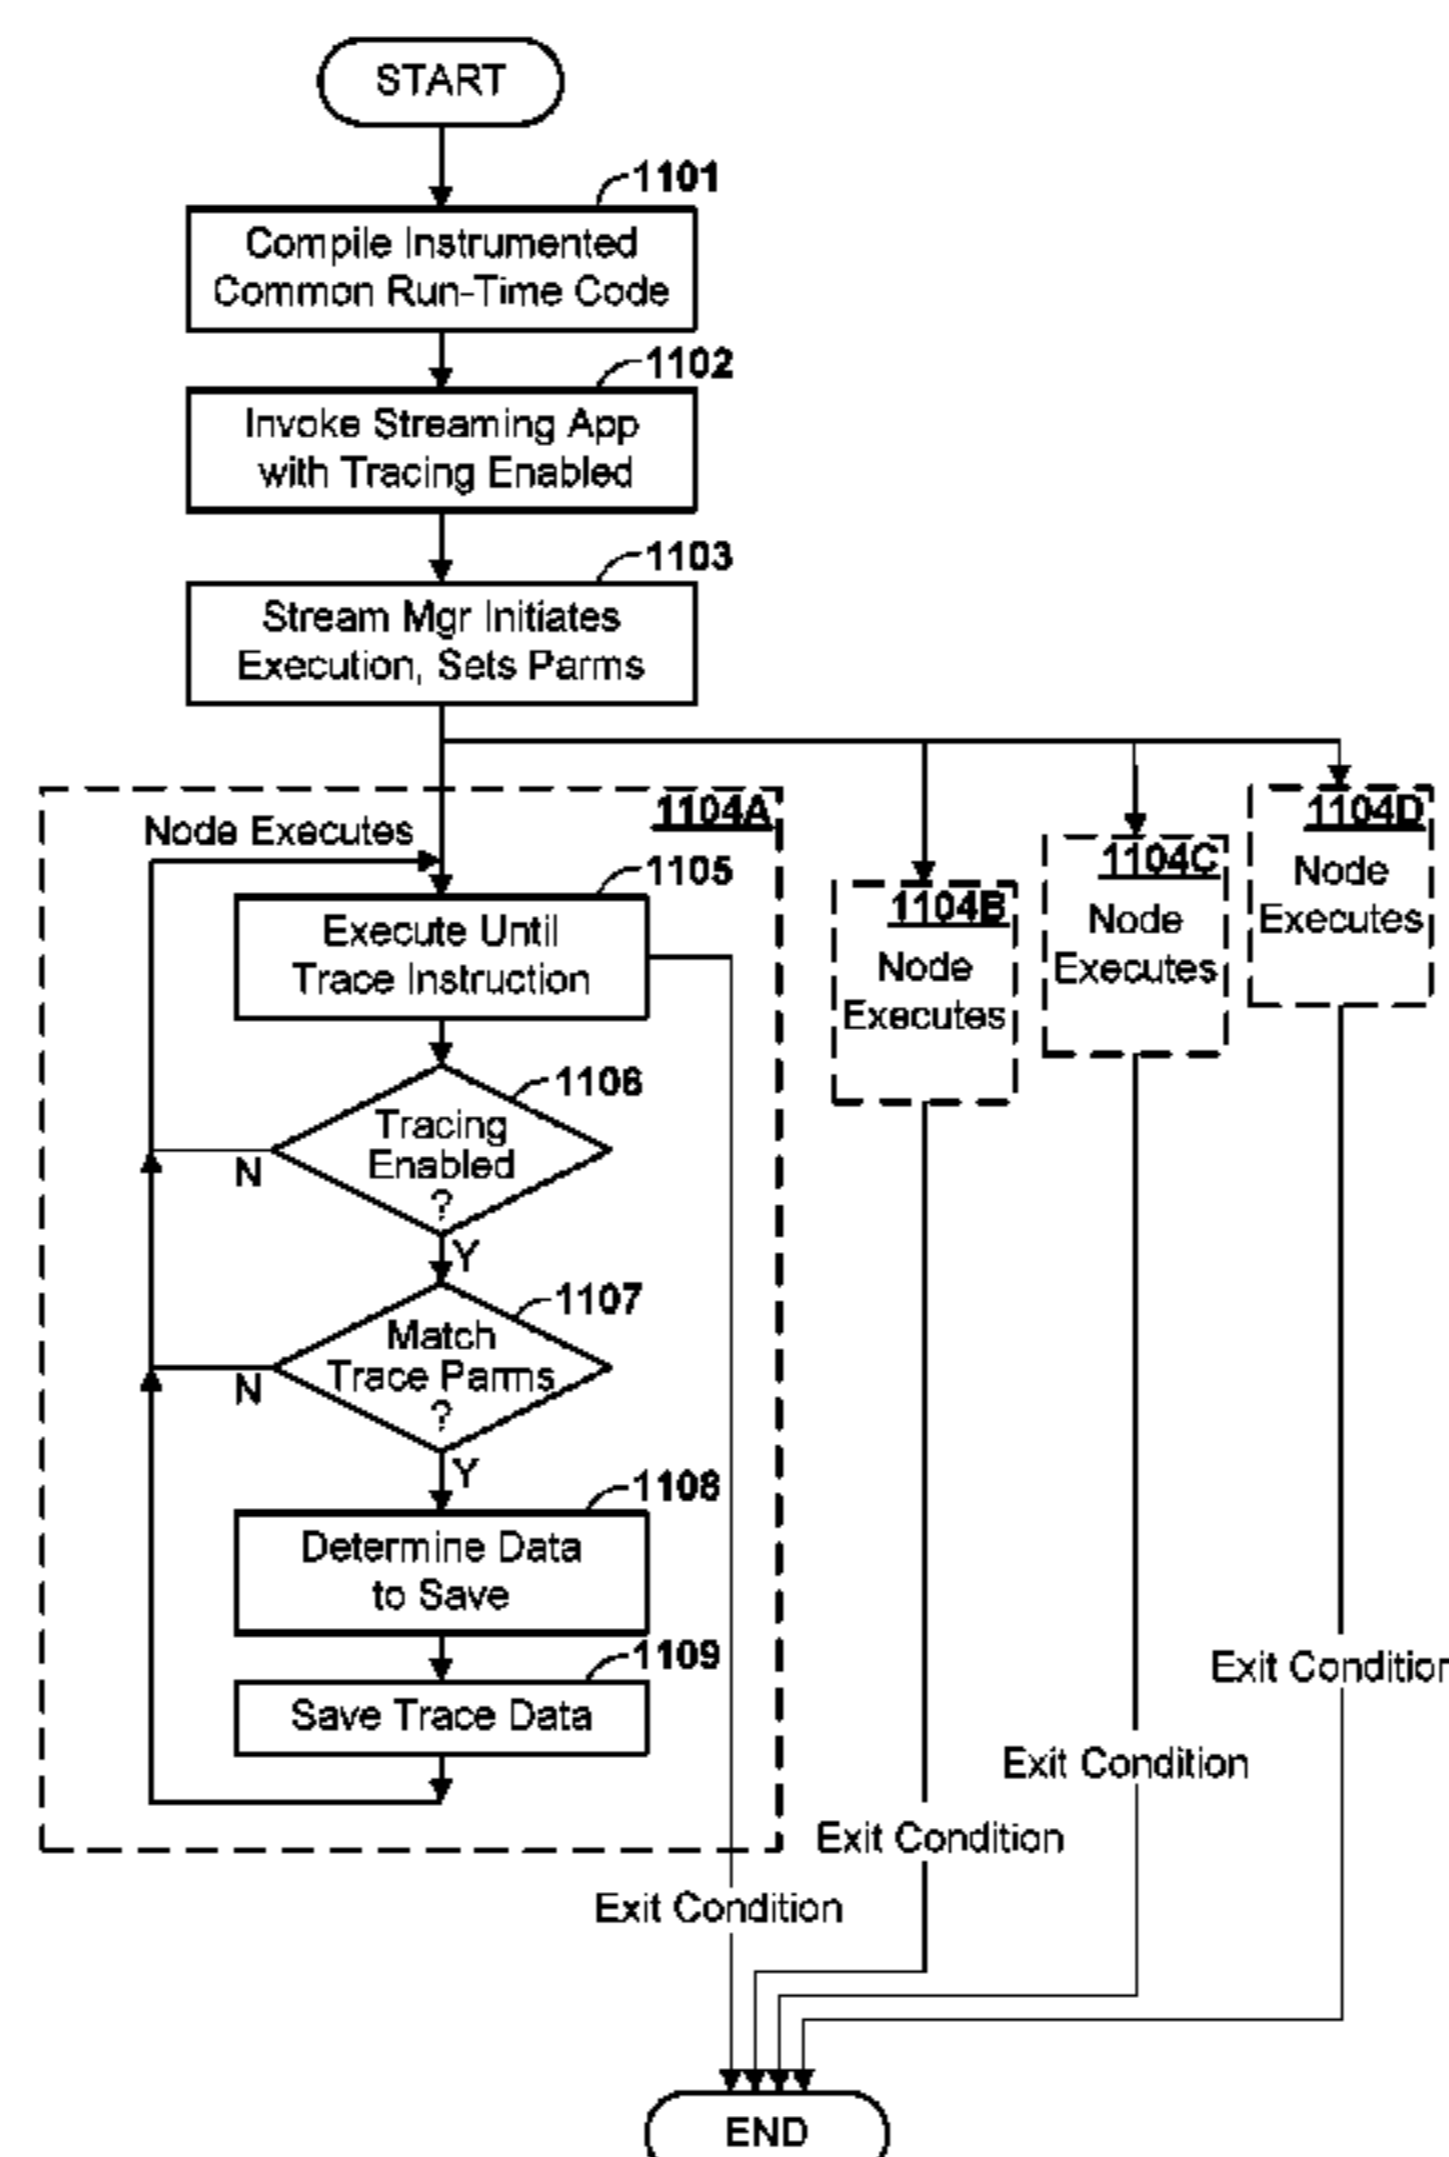 START
1101
Compile Instrumented
Common Run-Time Code
1102
Invoke Streaming App
with Tracing Enabled
1103
Stream Mgr Initiates
Execution, Sets Parms
1104A
Node Executes
1105
Execute Until
Trace Instruction
1106
Tracing
Enabled
?
N
Y
1107
Match
Trace Parms
?
N
Y
1108
Determine Data
to Save
1109
Save Trace Data
1104B
Node
Executes
1104C
Node
Executes
1104D
Node
Executes
Exit Condition
Exit Condition
Exit Condition
Exit Condition
END